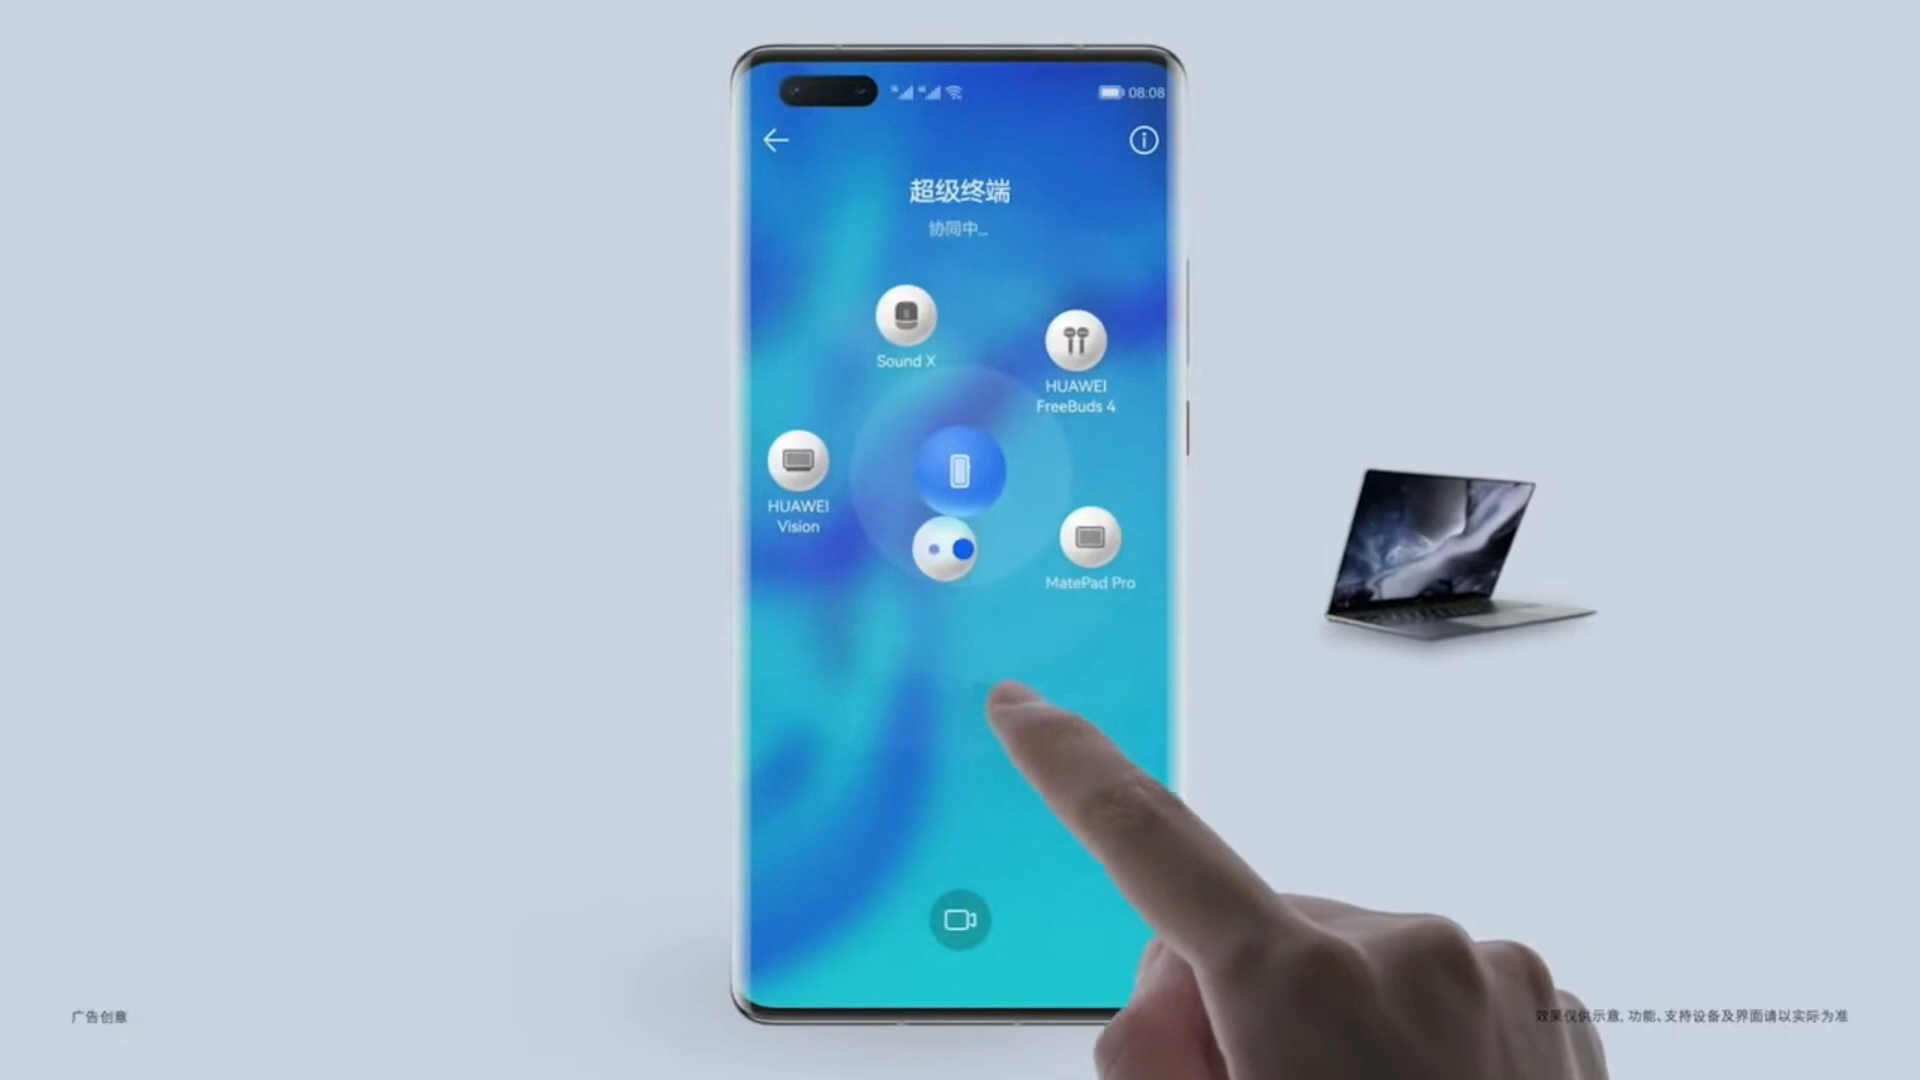 08:08
超级终端
协同中...
Sound X
HUAWEI
FreeBuds 4
HUAWEI
Vision
MatePad Pro
广告创意
效果仅供示意, 功能、支持设备及界面请以实际为准